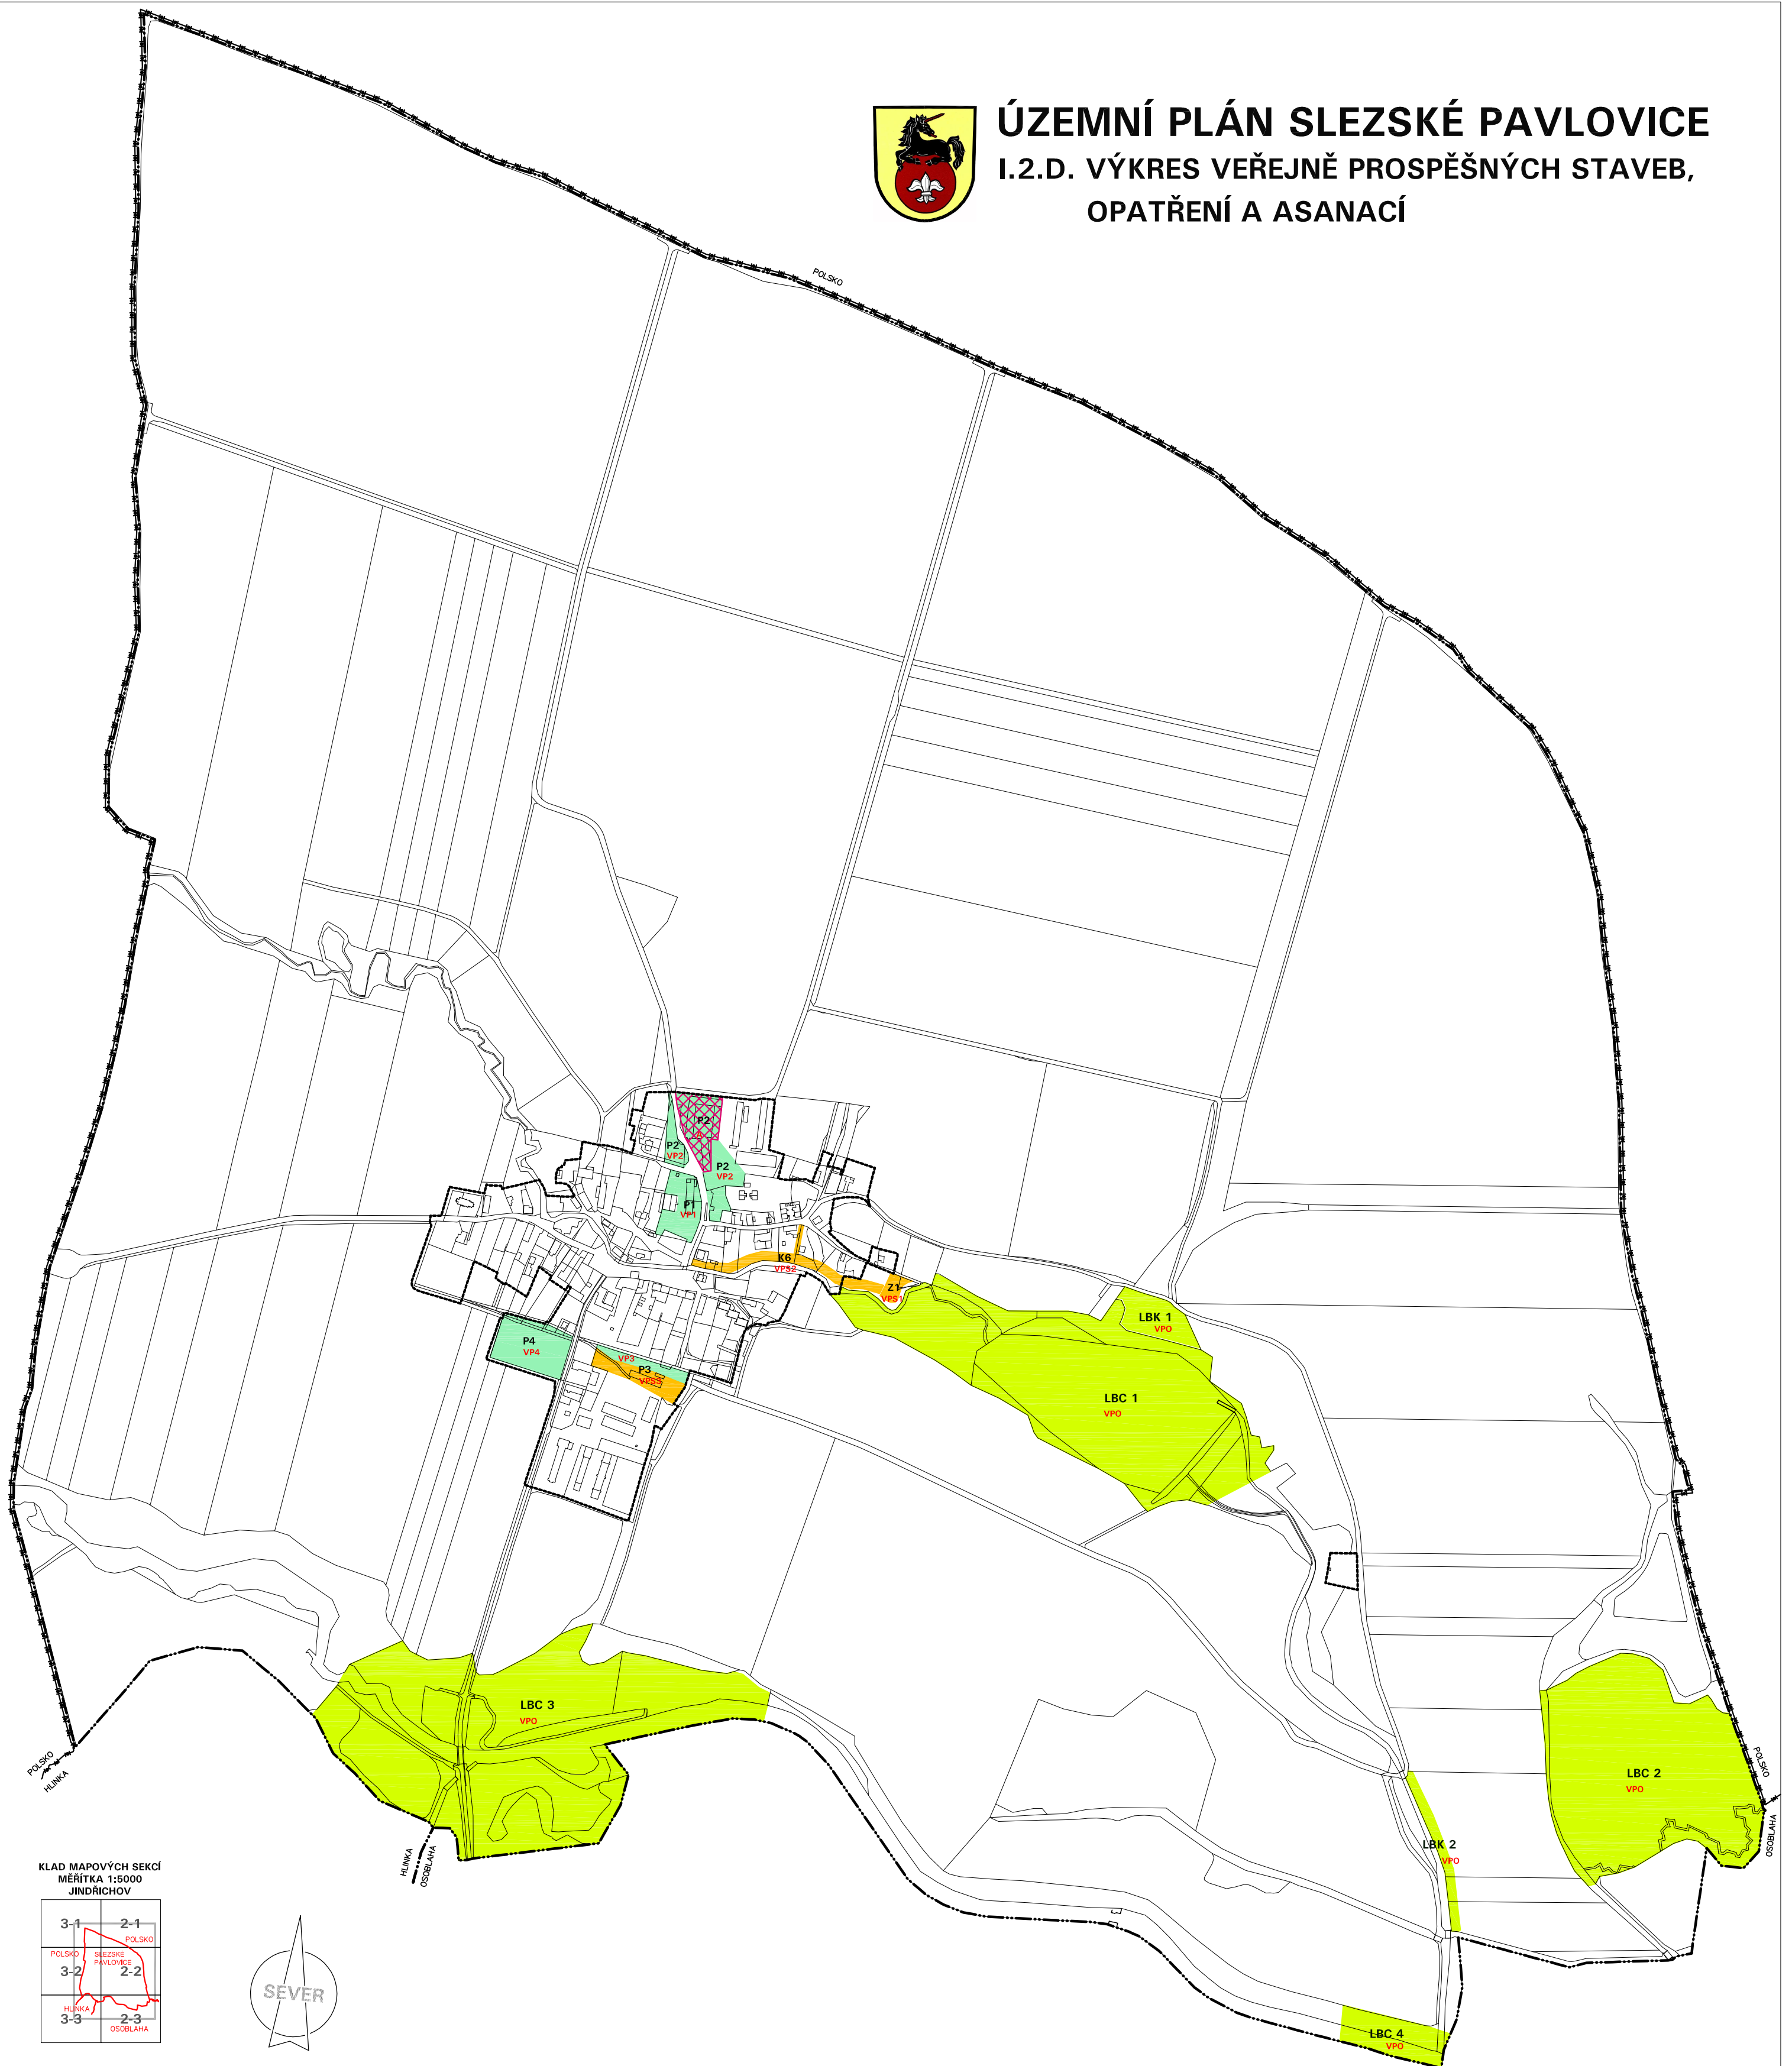 ÚZEMNÍ PLÁN SLEZSKÉ PAVLOVICE
I.2.D. VÝKRES VEŘEJNĚ PROSPĚŠNÝCH STAVEB,
OPATŘENÍ A ASANACÍ
POLSKO
P2
P2
VP2
P2
VP2
P1
VP1
K6
VPS2
Z1
VPS1
LBK 1
VPO
P4
VP4
VP3
P3
VPS3
LBC 1
VPO
LBC 3
VPO
LBC 2
VPO
POLSKO
HLINKA
POLSKO
OSOBLAHA
LBK 2
VPO
HLINKA
OSOBLAHA
KLAD MAPOVÝCH SEKCÍ
MĚŘÍTKA 1:5000
JINDŘICHOV
3-1 2-1
POLSKO
POLSKO SLEZSKÉ
PAVLOVICE
3-2 2-2
HLINKA
3-3 2-3
OSOBLAHA
SEVER
LBC 4
VPO